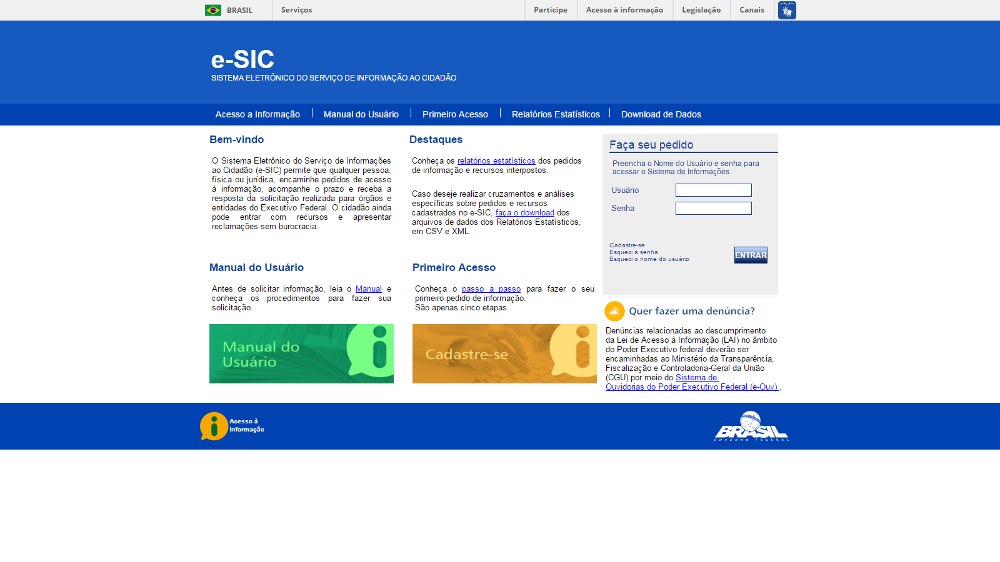 BRASIL
Serviços
Participe
Acesso à informação
Legislação
Canais
e-SIC
SISTEMA ELETRÔNICO DO SERVIÇO DE INFORMAÇÃO AO CIDADÃO
Acesso a Informação
Manual do Usuário
Primeiro Acesso
Relatórios Estatísticos
Download de Dados
Bem-vindo
O Sistema Eletrônico do Serviço de Informações
ao Cidadão (e-SIC) permite que qualquer pessoa,
física ou jurídica, encaminhe pedidos de acesso
à informação, acompanhe o prazo e receba a
resposta da solicitação realizada para órgãos e
entidades do Executivo Federal. O cidadão ainda
pode entrar com recursos e apresentar
reclamações sem burocracia.
Destaques
Conheça os relatórios estatísticos dos pedidos
de informação e recursos interpostos.
Caso deseje realizar cruzamentos e análises
específicas sobre pedidos e recursos
cadastrados no e-SIC, faça o download dos
arquivos de dados dos Relatórios Estatísticos,
em CSV e XML.
Faça seu pedido
Preencha o Nome do Usuário e senha para
acessar o Sistema de Informações.
Usuário
Senha
Cadastre-se
Esqueci a senha
Esqueci o nome do usuário
ENTRAR
Manual do Usuário
Antes de solicitar informação, leia o Manual e
conheça os procedimentos para fazer sua
solicitação.
Manual do
Usuário
Primeiro Acesso
Conheça o passo a passo para fazer o seu
primeiro pedido de informação.
São apenas cinco etapas.
Cadastre-se
Quer fazer uma denúncia?
Denúncias relacionadas ao descumprimento
da Lei de Acesso à Informação (LAI) no âmbito
do Poder Executivo federal deverão ser
encaminhadas ao Ministério da Transparência,
Fiscalização e Controladoria-Geral da União
(CGU) por meio do Sistema de
Ouvidorias do Poder Executivo Federal (e-Ouv) .
Acesso à
Informação
BRASIL
GOVERNO FEDERAL